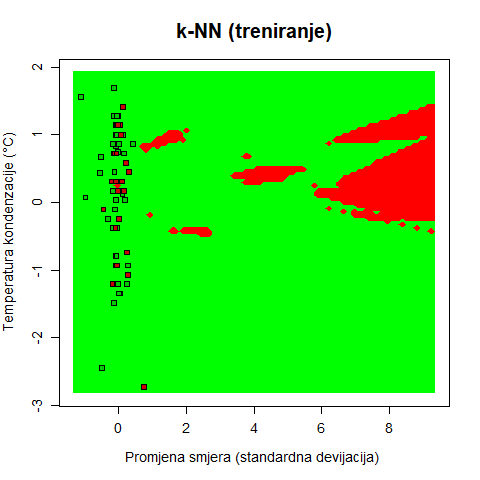 k-NN (treniranje)
2
1
0
-1
-2
-3
Temperatura kondenzacije (°C)
0 2 4 6 8
Promjena smjera (standardna devijacija)